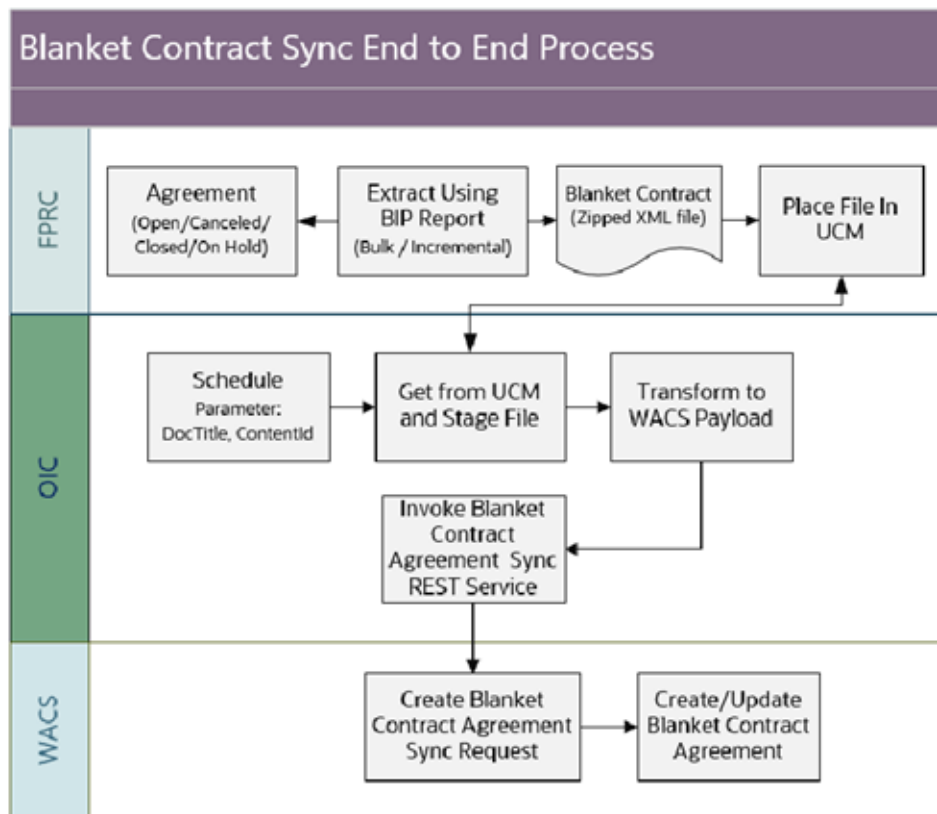 Blanket Contract Sync End to End Process
FPRC
Agreement
(Open/Canceled/
Closed/On Hold)
Extract Using
BIP Report
(Bulk / Incremental)
Blanket Contract
(Zipped XML file)
Place File In
UCM
OIC
Schedule
Parameter:
DocTitle, ContentId
Get from UCM
and Stage File
Transform to
WACS Payload
Invoke Blanket
Contract
Agreement Sync
REST Service
WACS
Create Blanket
Contract Agreement
Sync Request
Create/Update
Blanket Contract
Agreement